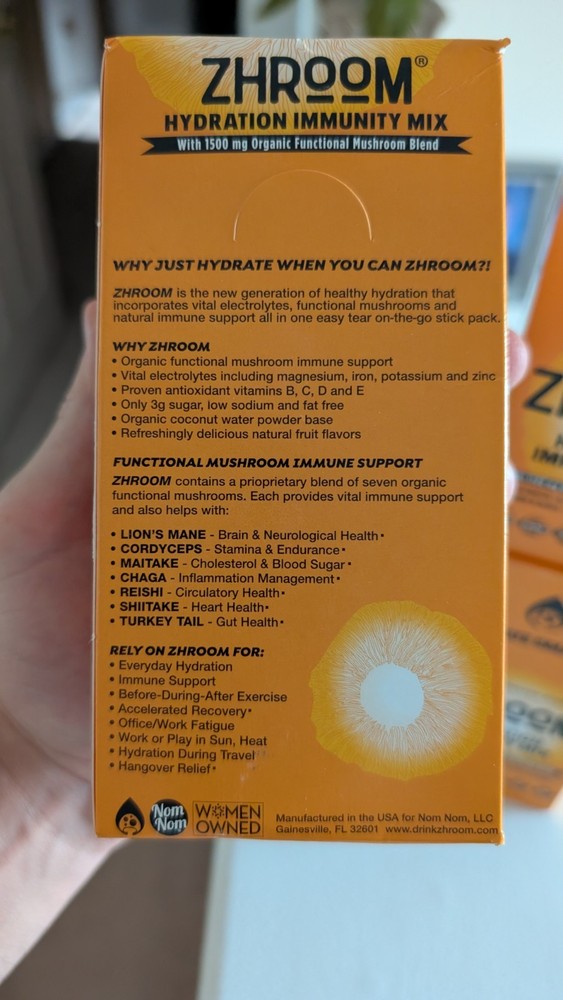 ZHROOM®
HYDRATION IMMUNITY MIX
With 1500 mg Organic Functional Mushroom Blend
WHY JUST HYDRATE WHEN YOU CAN ZHROOM?!
ZHROOM is the new generation of healthy hydration that
incorporates vital electrolytes, functional mushrooms and
natural immune support all in one easy tear on-the-go stick pack.
WHY ZHROOM
• Organic functional mushroom immune support
• Vital electrolytes including magnesium, iron, potassium and zinc
• Proven antioxidant vitamins B, C, D and E
• Only 3g sugar, low sodium and fat free
• Organic coconut water powder base
• Refreshingly delicious natural fruit flavors
FUNCTIONAL MUSHROOM IMMUNE SUPPORT
ZHROOM contains a prioprietary blend of seven organic
functional mushrooms. Each provides vital immune support
and also helps with:
• LION'S MANE - Brain & Neurological Health•
• CORDYCEPS - Stamina & Endurance•
• MAITAKE - Cholesterol & Blood Sugar•
• CHAGA - Inflammation Management•
• REISHI - Circulatory Health•
• SHIITAKE - Heart Health•
• TURKEY TAIL - Gut Health•
RELY ON ZHROOM FOR:
• Everyday Hydration
• Immune Support
• Before-During-After Exercise
• Accelerated Recovery•
• Office/Work Fatigue
• Work or Play in Sun, Heat
• Hydration During Travel
• Hangover Relief•
Nom
Nom
WOMEN
OWNED
Manufactured in the USA for Nom Nom, LLC
Gainesville, FL 32601 www.drinkzhroom.com